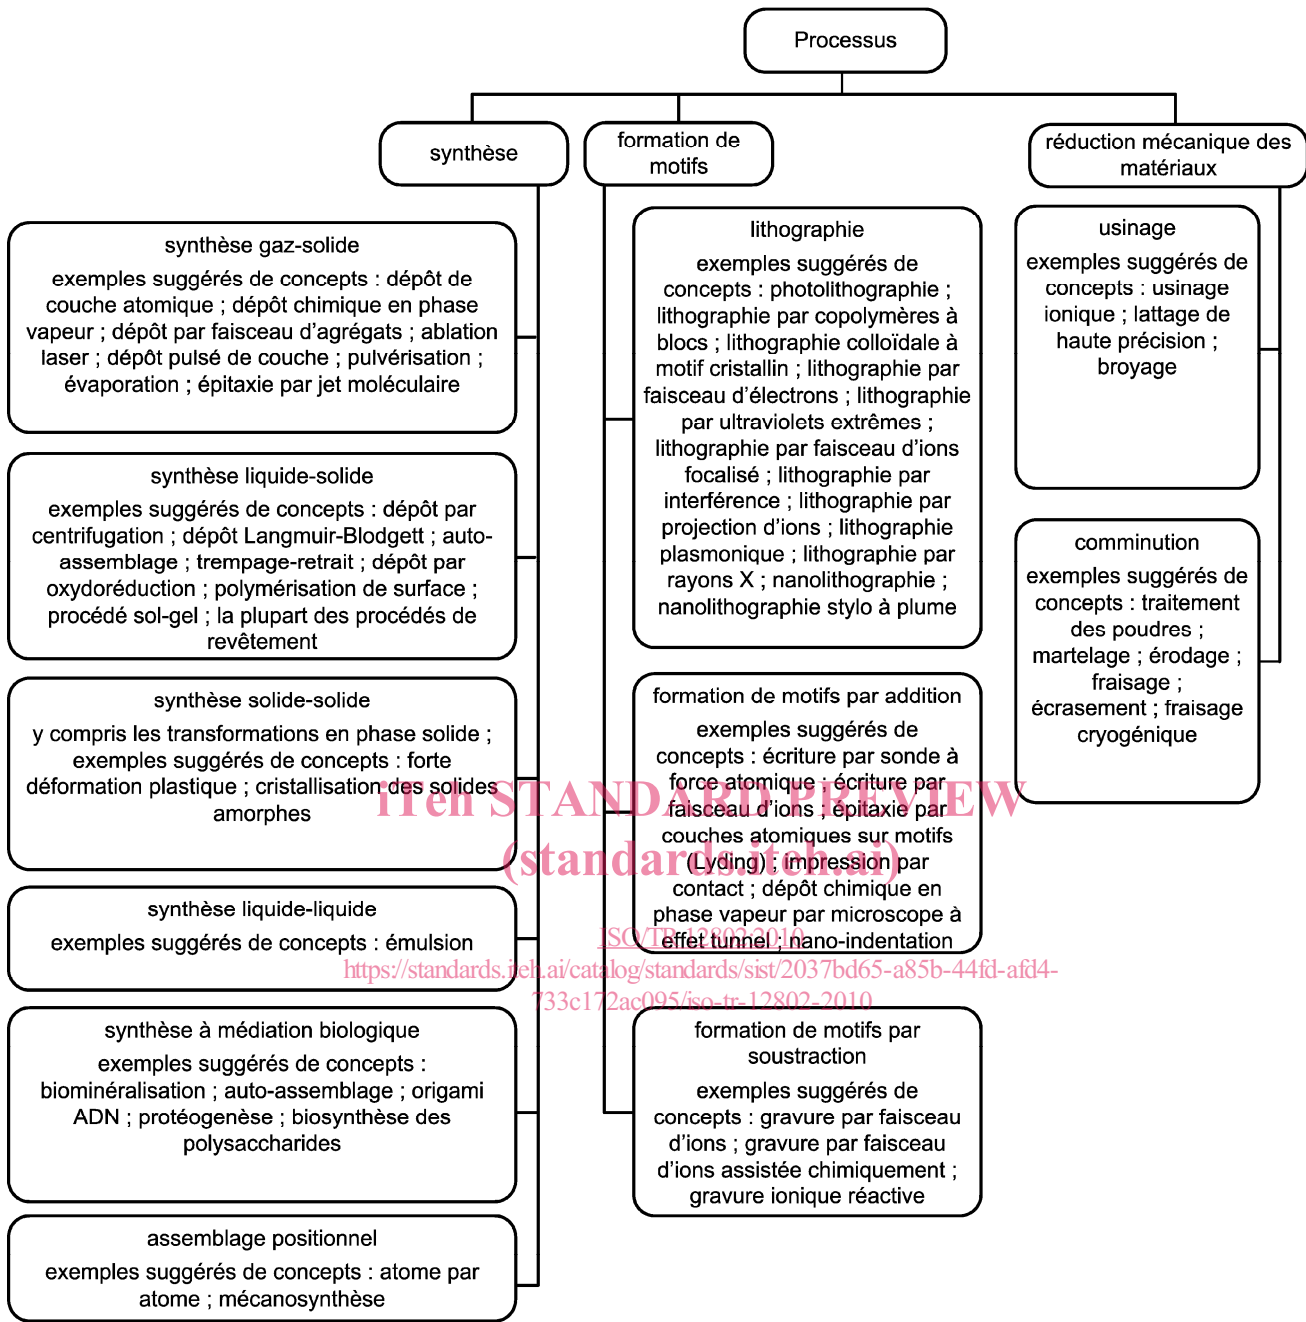 Processus
synthèse
formation de
motifs
réduction mécanique des
matériaux
synthèse gaz-solide
exemples suggérés de concepts : dépôt de
couche atomique ; dépôt chimique en phase
vapeur ; dépôt par faisceau d'agrégats ; ablation
laser ; dépôt pulsé de couche ; pulvérisation ;
évaporation ; épitaxie par jet moléculaire
synthèse liquide-solide
exemples suggérés de concepts : dépôt par
centrifugation ; dépôt Langmuir-Blodgett ; auto-
assemblage ; trempage-retrait ; dépôt par
oxydoréduction ; polymérisation de surface ;
procédé sol-gel ; la plupart des procédés de
revêtement
synthèse solide-solide
y compris les transformations en phase solide ;
exemples suggérés de concepts : forte
déformation plastique ; cristallisation des solides
amorphes
synthèse liquide-liquide
exemples suggérés de concepts : émulsion
synthèse à médiation biologique
exemples suggérés de concepts :
biominéralisation ; auto-assemblage ; origami
ADN ; protéogenèse ; biosynthèse des
polysaccharides
assemblage positionnel
exemples suggérés de concepts : atome par
atome ; mécanosynthèse
lithographie
exemples suggérés de
concepts : photolithographie ;
lithographie par copolymères à
blocs ; lithographie colloïdale à
motif cristallin ; lithographie par
faisceau d'électrons ; lithographie
par ultraviolets extrêmes ;
lithographie par faisceau d'ions
focalisé ; lithographie par
interférence ; lithographie par
projection d'ions ; lithographie
plasmonique ; lithographie par
rayons X ; nanolithographie ;
nanolithographie stylo à plume
formation de motifs par addition
exemples suggérés de
concepts : écriture par sonde à
force atomique ; écriture par
faisceau d'ions ; épitaxie par
couches atomiques sur motifs
(Lyding) ; impression par
contact ; dépôt chimique en
phase vapeur par microscope à
effet tunnel ; nano-indentation
formation de motifs par
soustraction
exemples suggérés de
concepts : gravure par faisceau
d'ions ; gravure par faisceau
d'ions assistée chimiquement ;
gravure ionique réactive
usinage
exemples suggérés de
concepts : usinage
ionique ; lattage de
haute précision ;
broyage
comminution
exemples suggérés de
concepts : traitement
des poudres ;
martelage ; érodage ;
fraisage ;
écrasement ; fraisage
cryogénique
iTeh STANDARD PREVIEW
(standards.iteh.ai)
ISO/TR 12802:2010
https://standards.iteh.ai/catalog/standards/sist/2037bd65-a85b-44fd-afd4-
733c172ac095/iso-tr-12802-2010